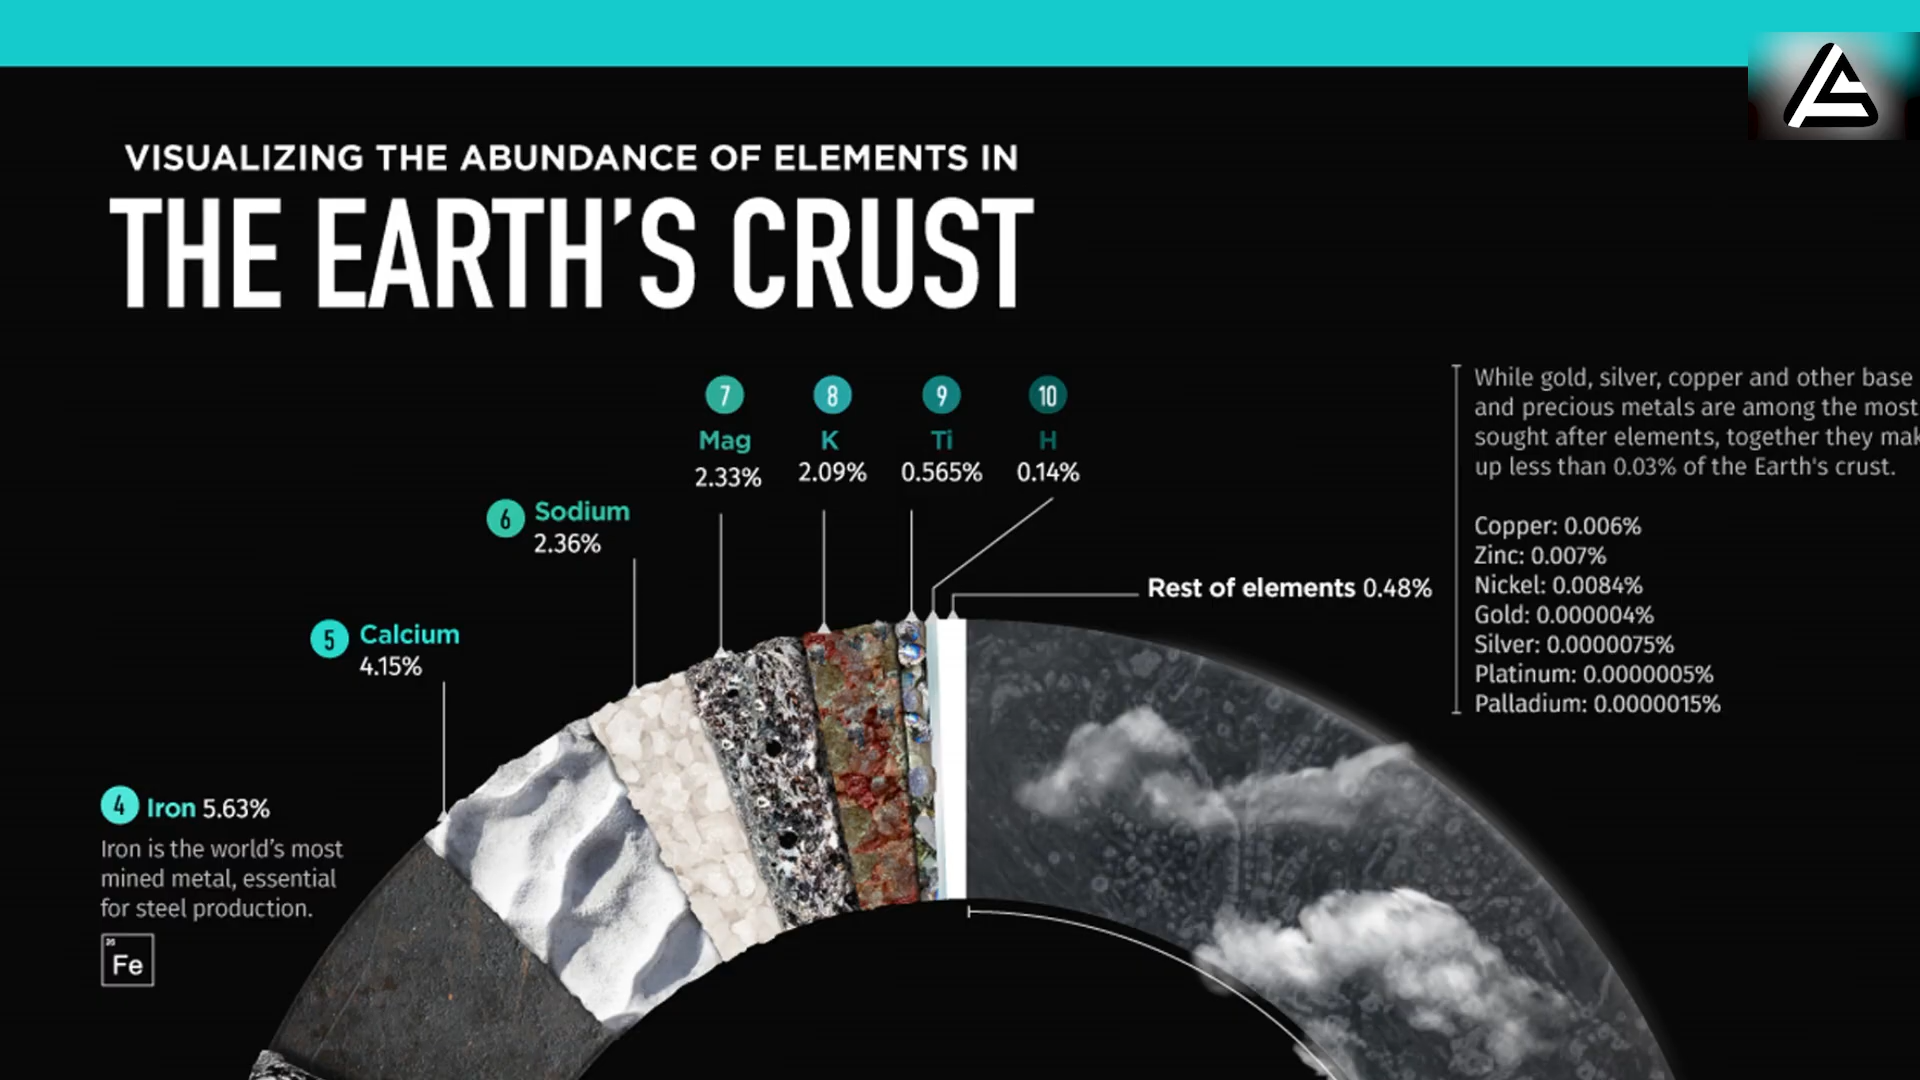 VISUALIZING THE ABUNDANCE OF ELEMENTS IN
THE EARTH'S CRUST
7
Mag
2.33%
8
K
2.09%
9
Ti
0.565%
10
H
0.14%
6 Sodium
2.36%
5 Calcium
4.15%
4 Iron 5.63%
Iron is the world's most
mined metal, essential
for steel production.
26
Fe
Rest of elements 0.48%
While gold, silver, copper and other base
and precious metals are among the most
sought after elements, together they mak
up less than 0.03% of the Earth's crust.
Copper: 0.006%
Zinc: 0.007%
Nickel: 0.0084%
Gold: 0.000004%
Silver: 0.0000075%
Platinum: 0.0000005%
Palladium: 0.0000015%